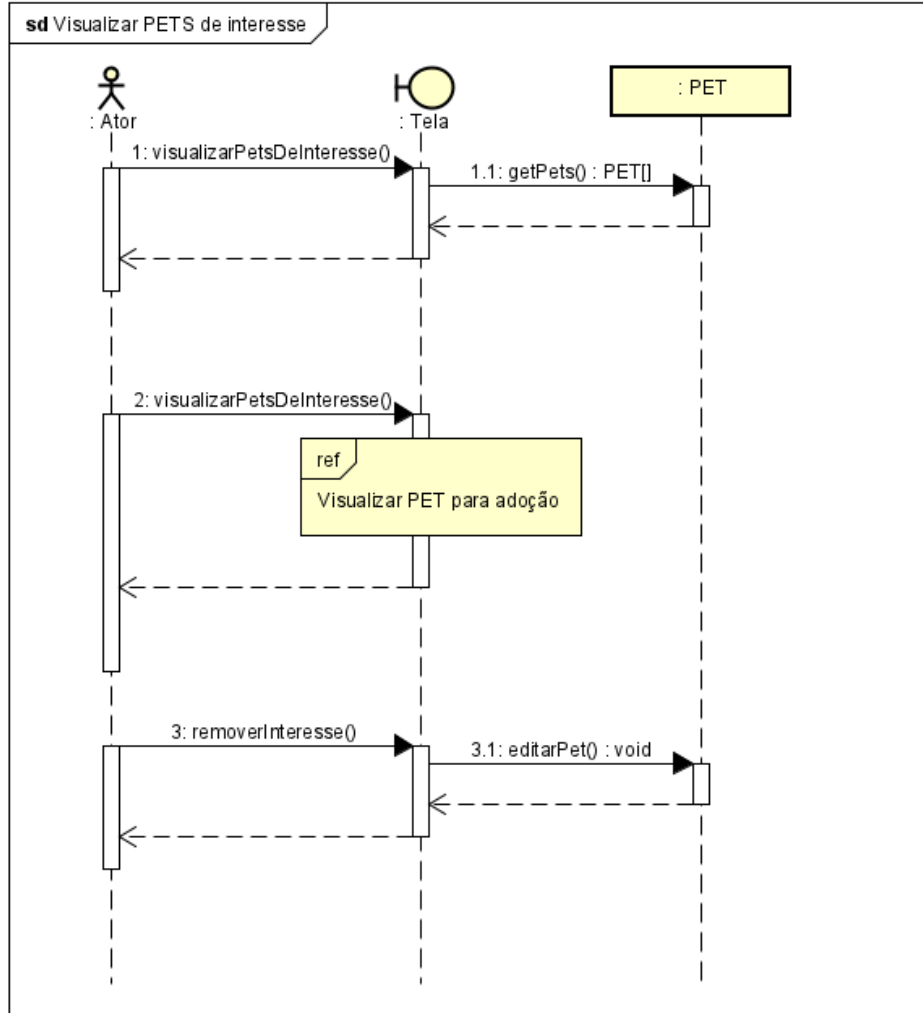 sd Visualizar PETS de interesse
: Ator
: Tela
: PET
1: visualizarPetsDeInteresse()
1.1: getPets() : PET[]
2: visualizarPetsDeInteresse()
ref
Visualizar PET para adoção
3: removerInteresse()
3.1: editarPet() : void